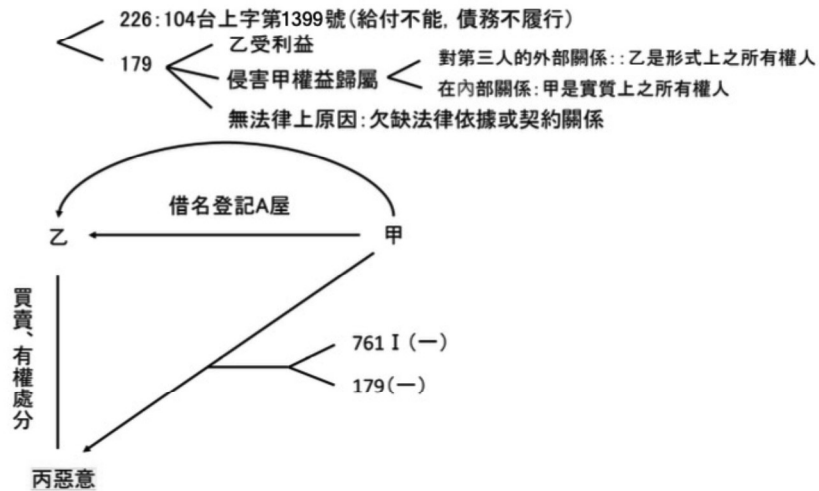 226:104台上字第1399號(給付不能, 債務不履行)
179
乙受利益
侵害甲權益歸屬
對第三人的外部關係::乙是形式上之所有權人
在內部關係:甲是實質上之所有權人
無法律上原因:欠缺法律依據或契約關係
借名登記A屋
乙
甲
買賣、有權處分
761 I (一)
179(一)
丙惡意